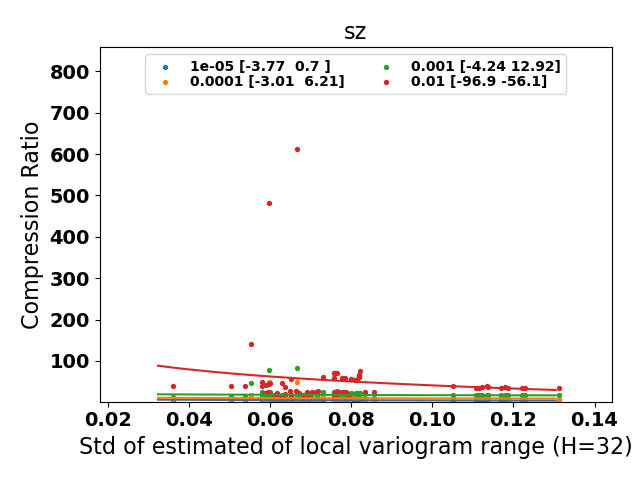 sz
1e-05 [-3.77  0.7 ]
0.0001 [-3.01  6.21]
0.001 [-4.24 12.92]
0.01 [-96.9 -56.1]
Compression Ratio
800
700
600
500
400
300
200
100
0.02 0.04 0.06 0.08 0.10 0.12 0.14
Std of estimated of local variogram range (H=32)